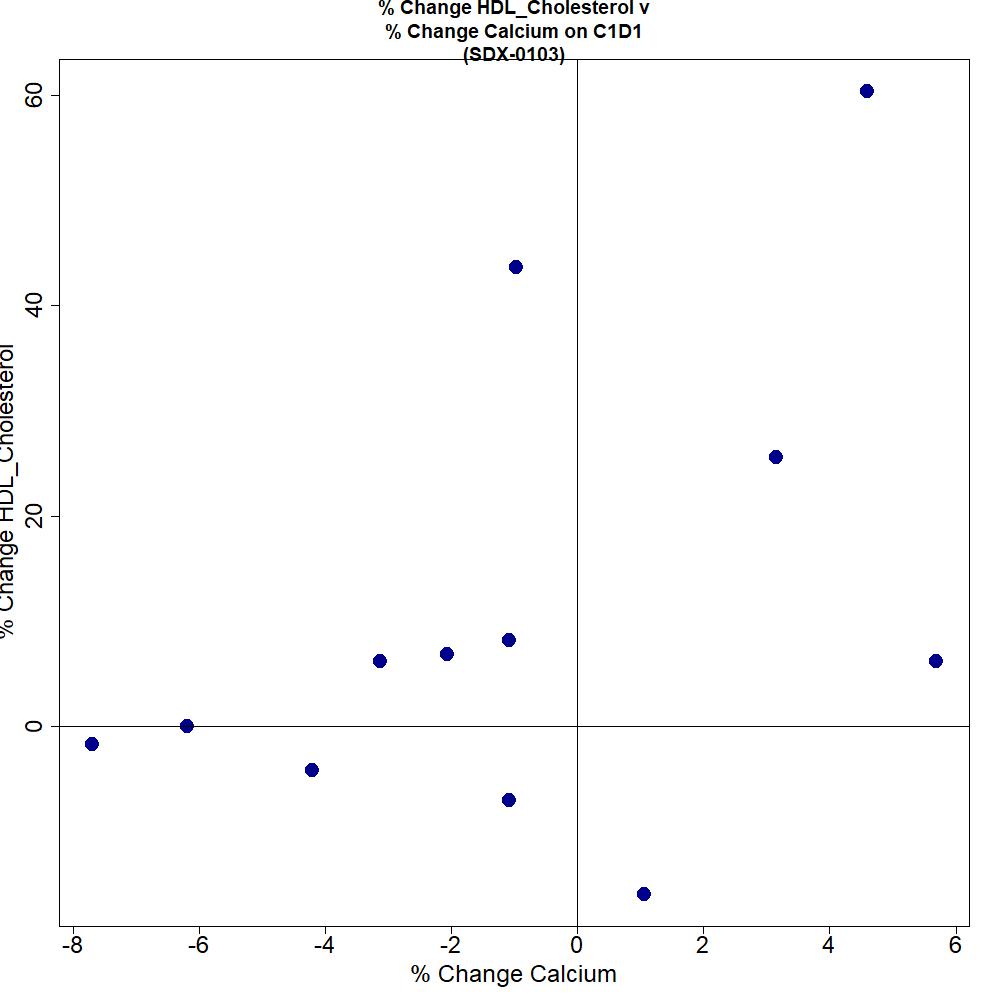 % Change HDL_Cholesterol v
% Change Calcium on C1D1
(SDX-0103)
60
40
20
0
% Change HDL_Cholesterol
-8
-6
-4
-2
0
2
4
6
% Change Calcium